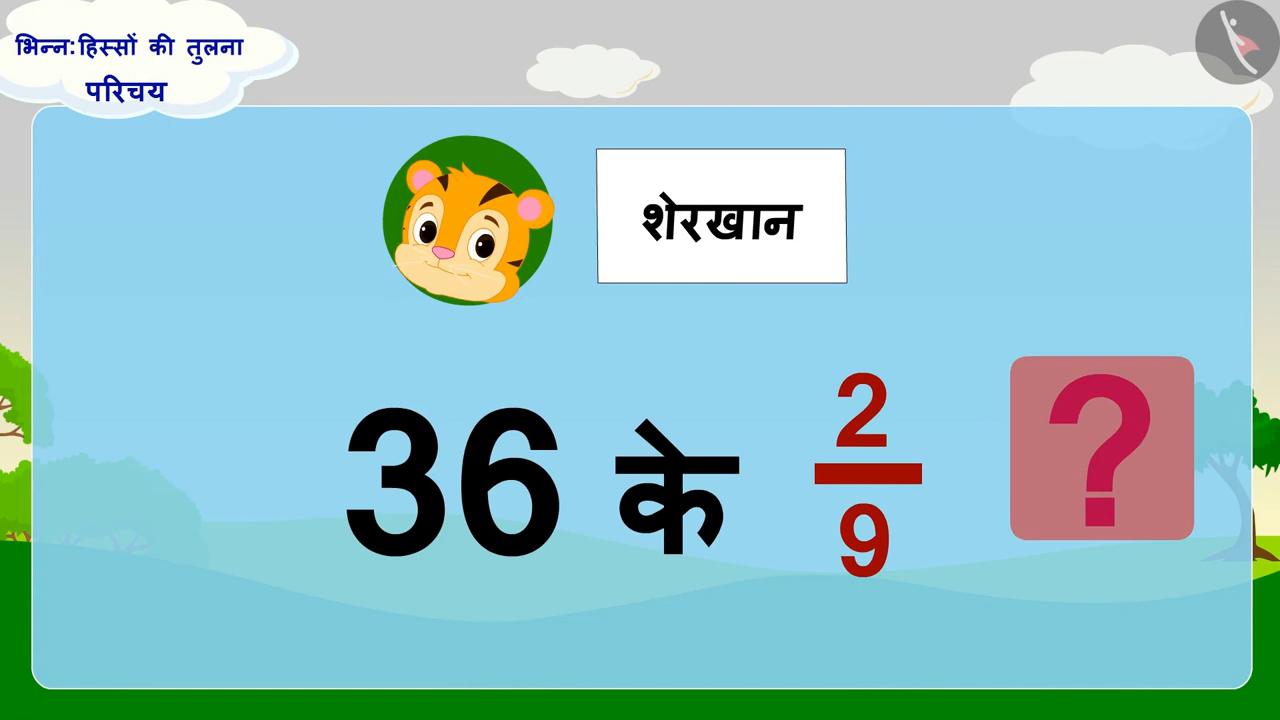 भिन्न:हिस्सों की तुलना
परिचय
शेरखान
36 के 2/9 ?